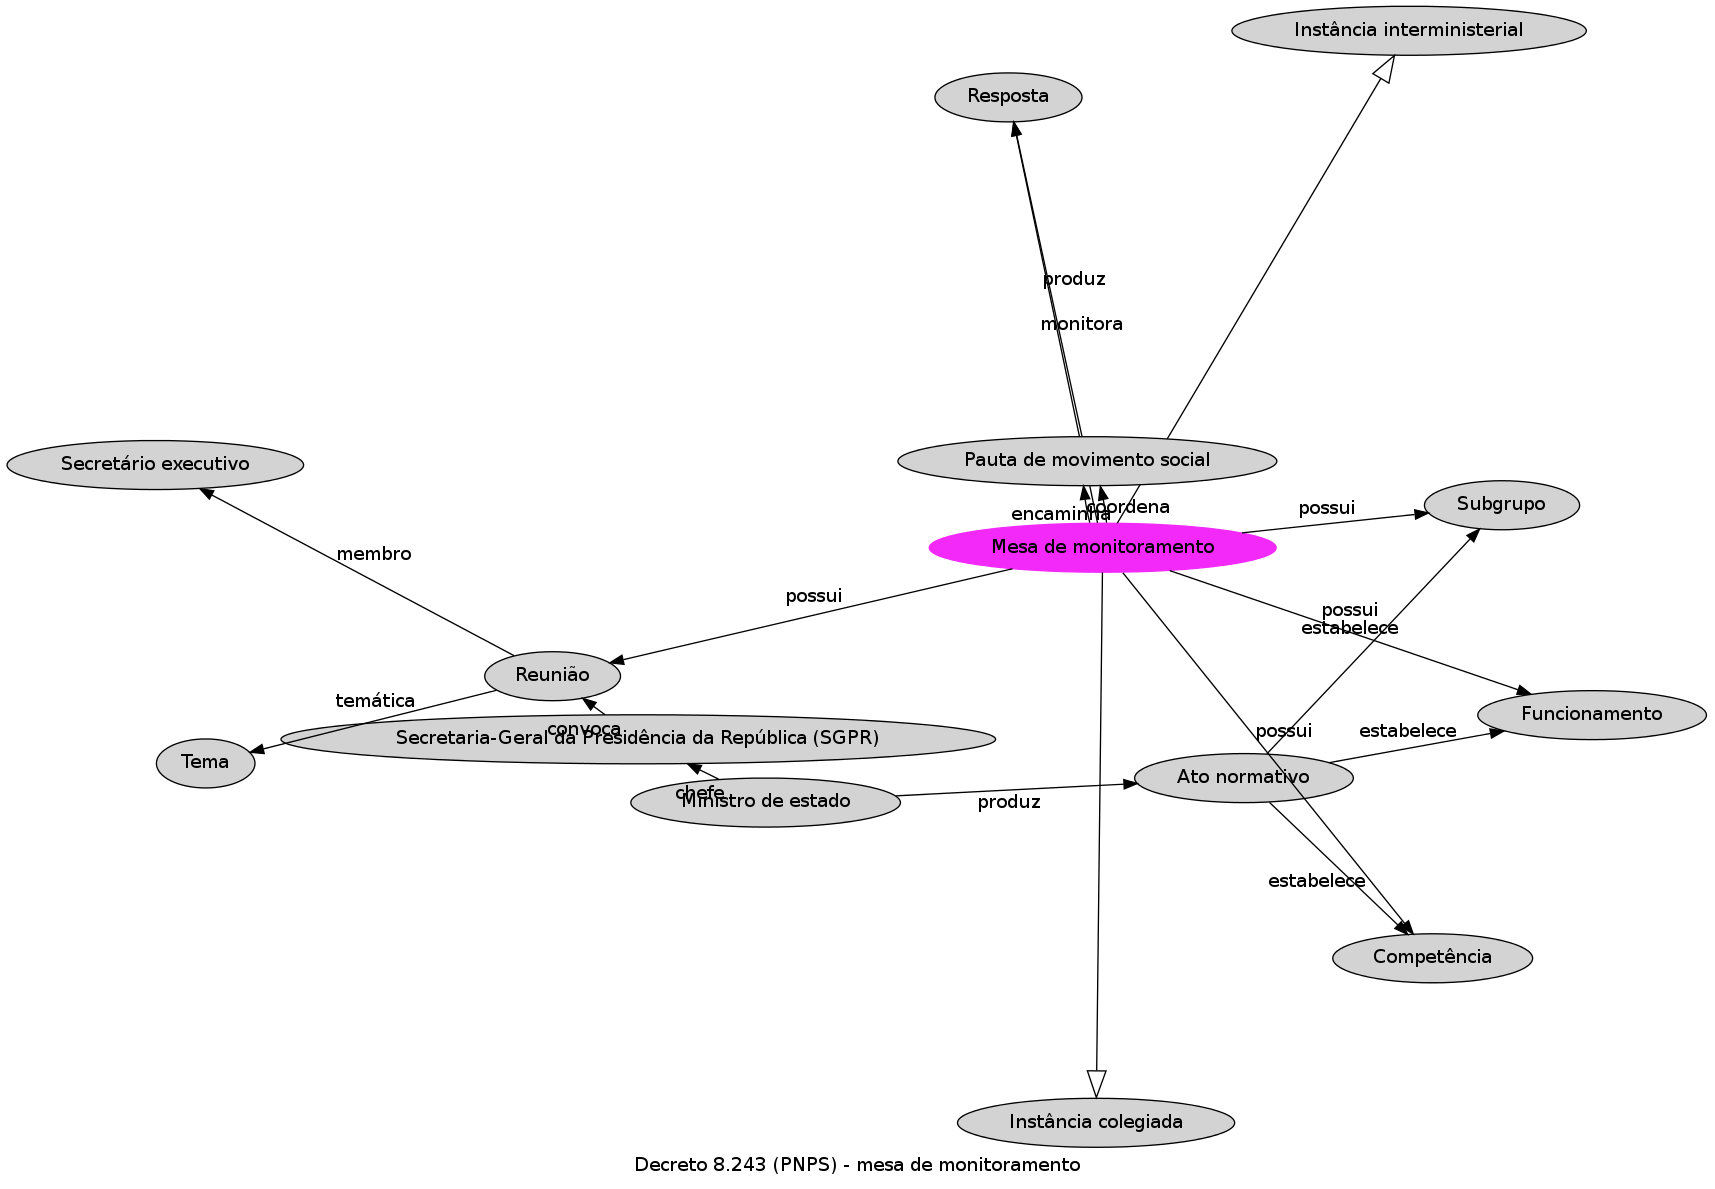 Instância interministerial
Resposta
produz
monitora
Pauta de movimento social
Secretário executivo
encaminha
coordena
possui
Subgrupo
Mesa de monitoramento
membro
possui
possui
estabelece
Reunião
temática
convoca
Secretaria-Geral da Presidência da República (SGPR)
possui
estabelece
Funcionamento
Tema
chefe
Ministro de estado
produz
Ato normativo
estabelece
Competência
Instância colegiada
Decreto 8.243 (PNPS) - mesa de monitoramento